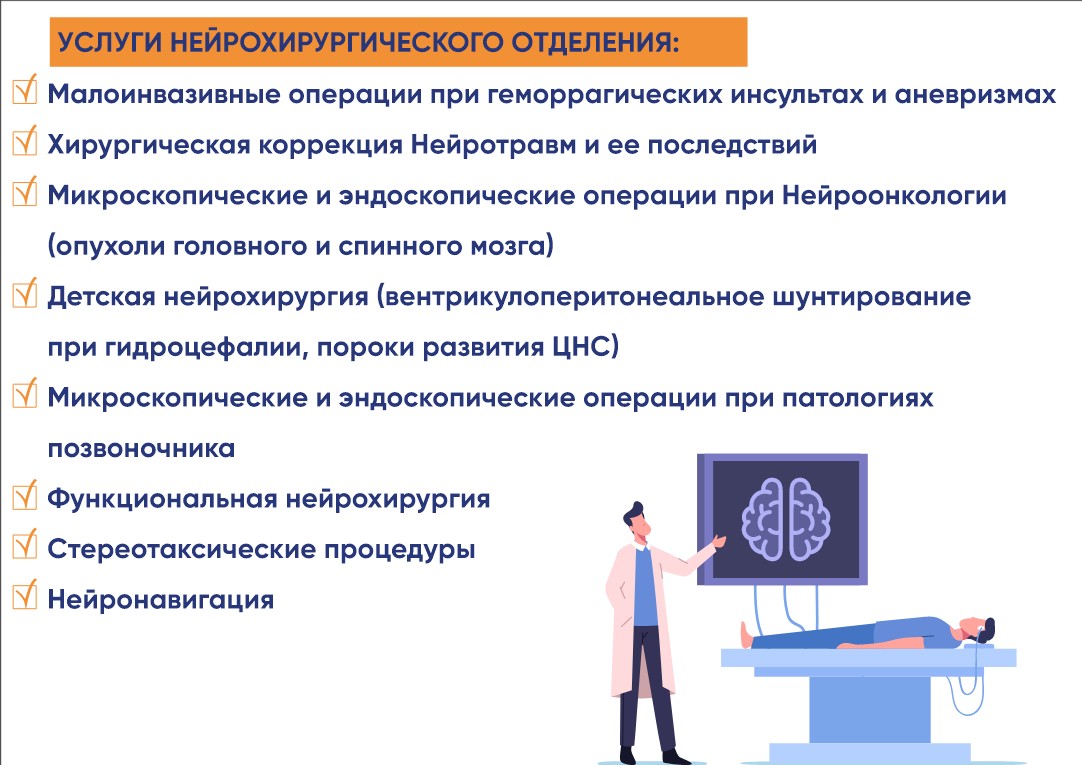 УСЛУГИ НЕЙРОХИРУРГИЧЕСКОГО ОТДЕЛЕНИЯ:
Малоинвазивные операции при геморрагических инсультах и аневризмах
Хирургическая коррекция Нейротравм и ее последствий
Микроскопические и эндоскопические операции при Нейроонкологии
(опухоли головного и спинного мозга)
Детская нейрохирургия (вентрикулоперитонеальное шунтирование
при гидроцефалии, пороки развития ЦНС)
Микроскопические и эндоскопические операции при патологиях
позвоночника
Функциональная нейрохирургия
Стереотаксические процедуры
Нейронавигация